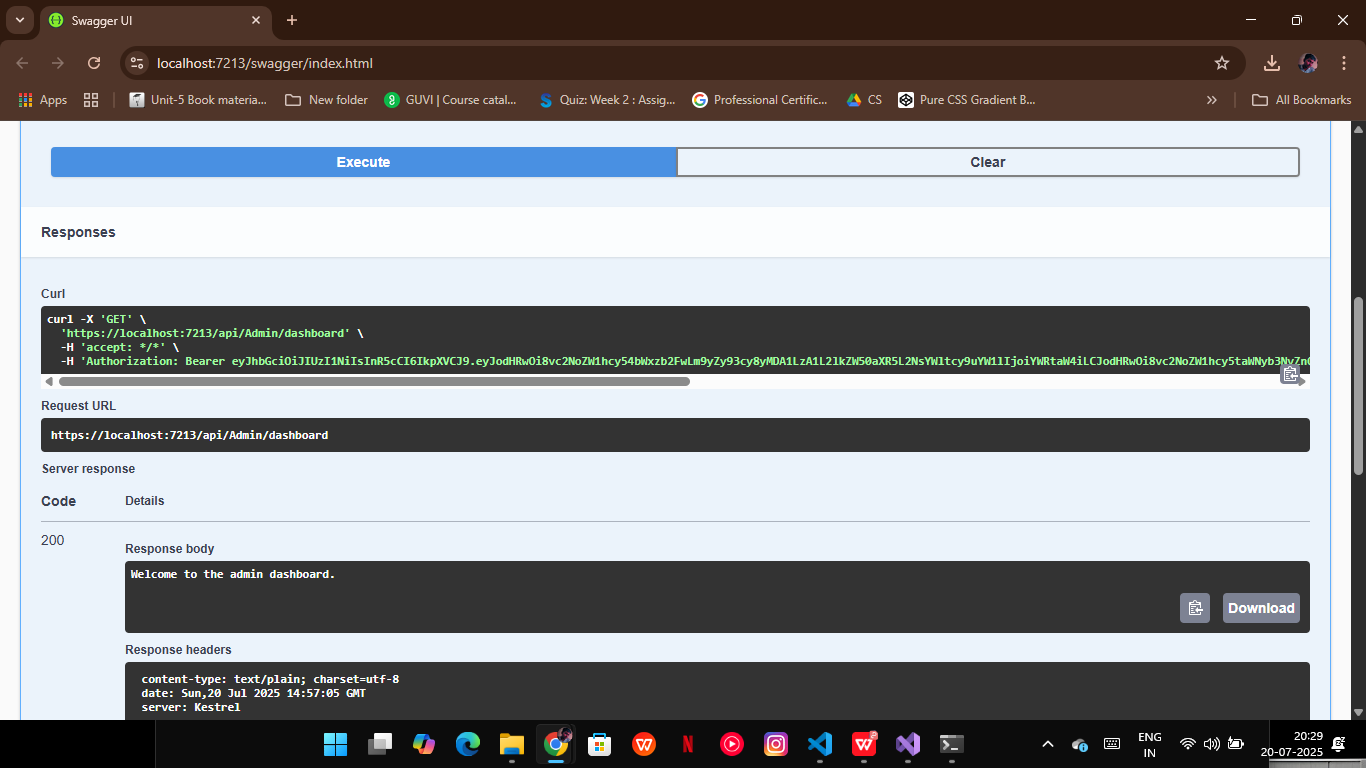 Swagger UI
localhost:7213/swagger/index.html
Apps
Unit-5 Book materia...
New folder
GUVI | Course catal...
Quiz: Week 2 : Assig...
Professional Certific...
CS
Pure CSS Gradient B...
All Bookmarks
Execute
Clear
Responses
Curl
curl -X 'GET' \
'https://localhost:7213/api/Admin/dashboard' \
-H 'accept: */*' \
-H 'Authorization: Bearer
Request URL
https://localhost:7213/api/Admin/dashboard
Server response
Code Details
200
Response body
Welcome to the admin dashboard.
Download
Response headers
content-type: text/plain; charset=utf-8
date: Sun,20 Jul 2025 14:57:05 GMT
server: Kestrel
ENG
IN
20:29
20-07-2025